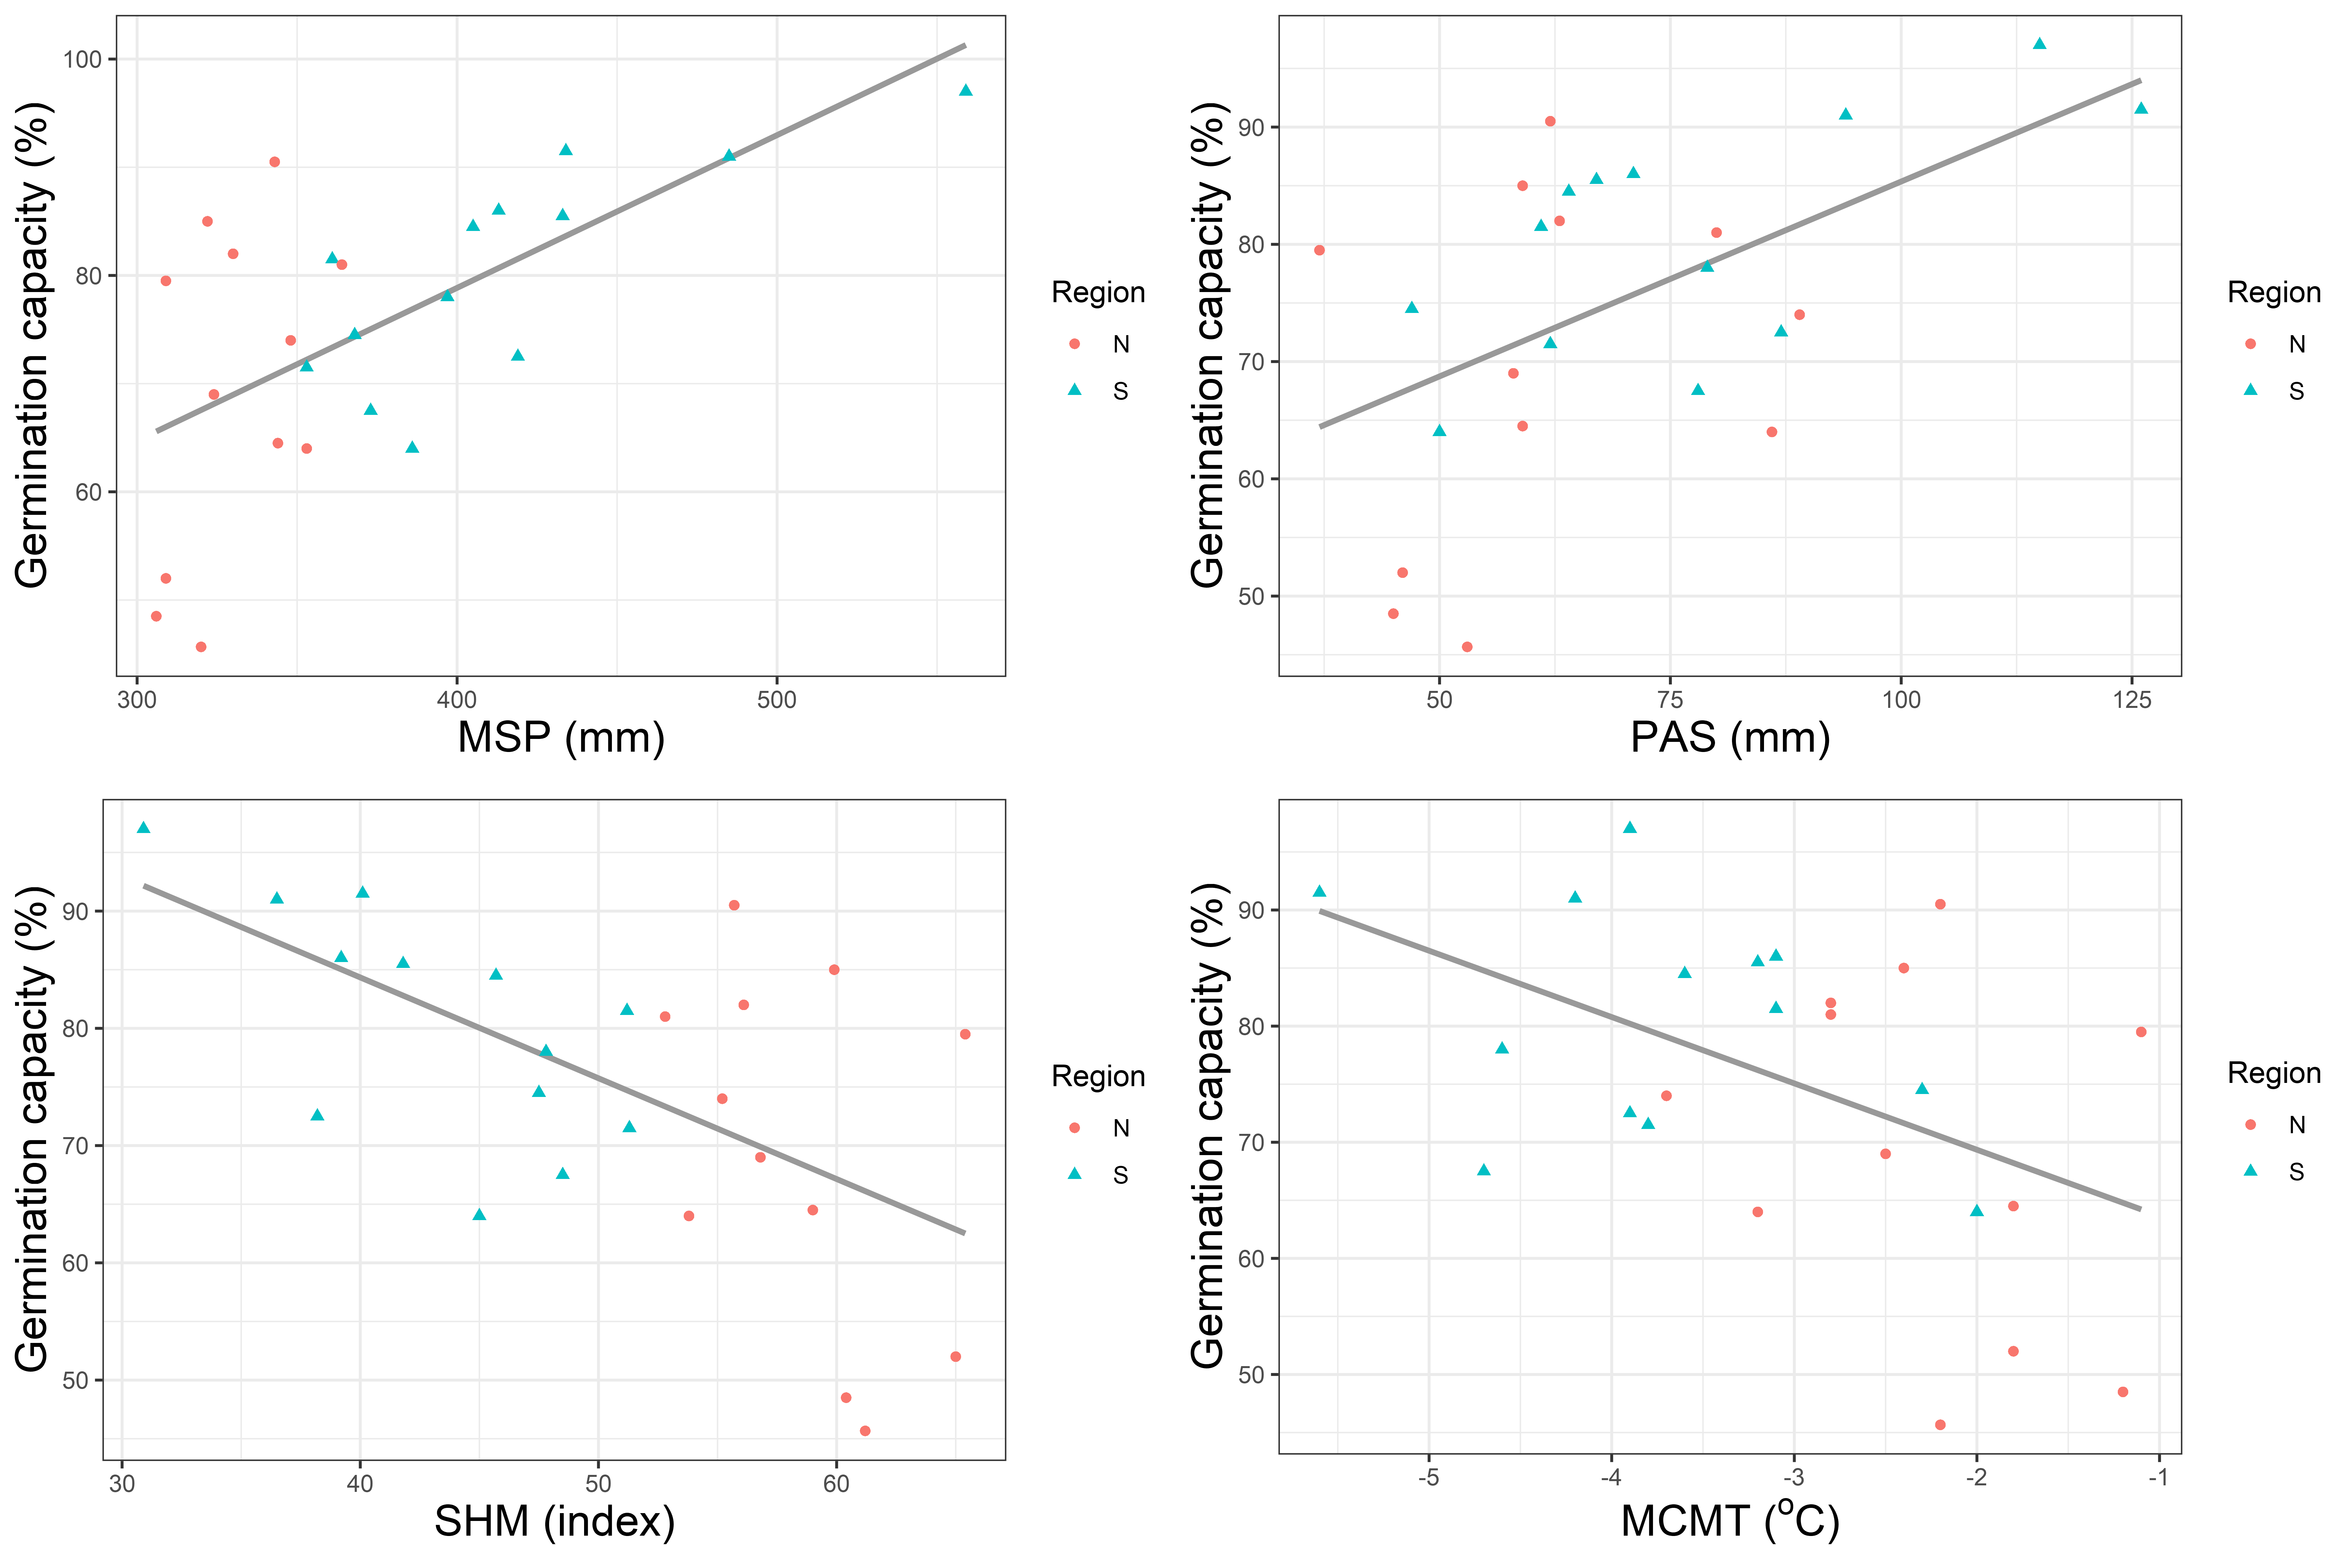 Germination capacity (%)
100
80
60
300 400 500
MSP (mm)
Region
N
S
Germination capacity (%)
90
80
70
60
50
50 75 100 125
PAS (mm)
Region
N
S
Germination capacity (%)
90
80
70
60
50
30 40 50 60
SHM (index)
Region
N
S
Germination capacity (%)
90
80
70
60
50
-5 -4 -3 -2 -1
MCMT (°C)
Region
N
S